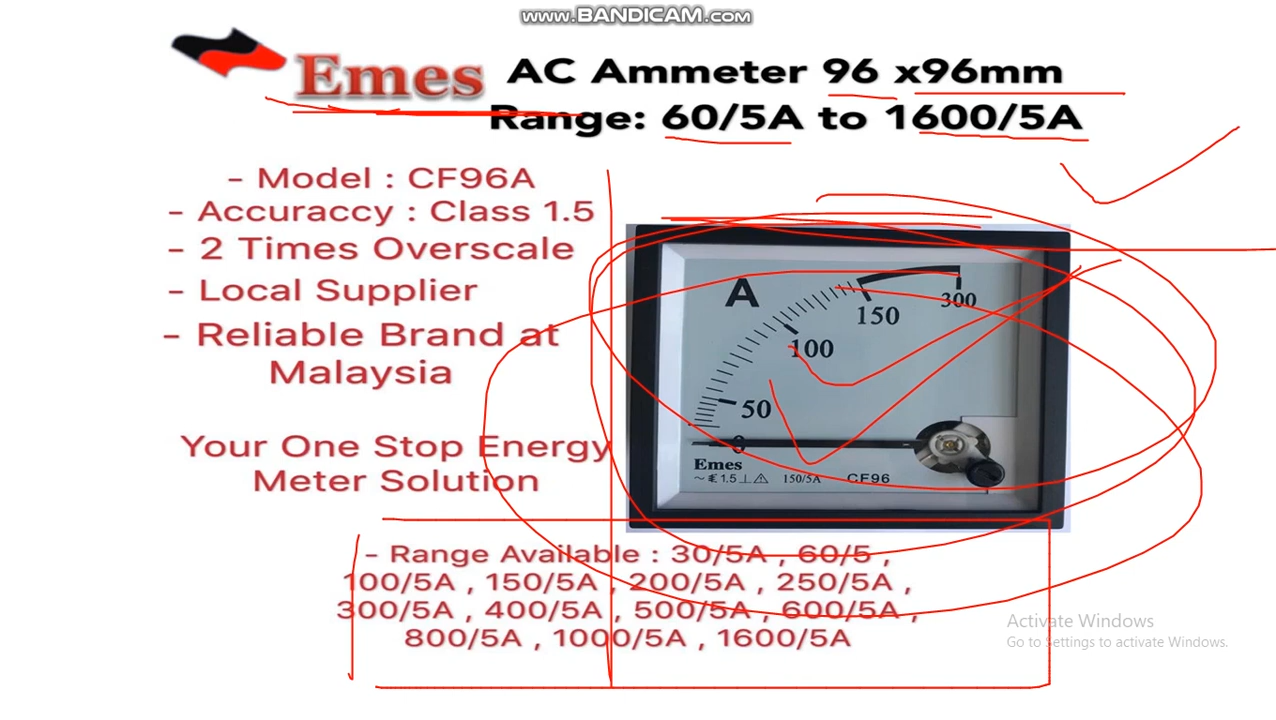 www.BANDICAM.com
Emes
AC Ammeter 96 x96mm
Range: 60/5A to 1600/5A
- Model : CF96A
- Accuraccy : Class 1.5
- 2 Times Overscale
- Local Supplier
- Reliable Brand at
Malaysia
Your One Stop Energy
Meter Solution
A
300
150
100
50
0
Emes
1.5 150/5A CF96
- Range Available : 30/5A , 60/5 ,
100/5A , 150/5A , 200/5A , 250/5A ,
300/5A , 400/5A , 500/5A , 600/5A ,
800/5A , 1000/5A , 1600/5A
Activate Windows
Go to Settings to activate Windows.